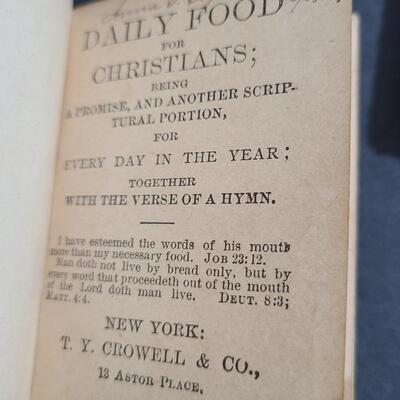 DAILY FOOD
FOR
CHRISTIANS;
BEING
A PROMISE, AND ANOTHER SCRIP-
TURAL PORTION,
FOR
EVERY DAY IN THE YEAR;
TOGETHER
WITH THE VERSE OF A HYMN.
I have esteemed the words of his mouth
more than my necessary food. JOB 23:12.
Man doth not live by bread only, but by
every word that proceedeth out of the mouth
of the Lord doth man live. DEUT. 8:3;
MATT. 4:4.
NEW YORK:
T. Y. CROWELL & CO.,
13 ASTOR PLACE,